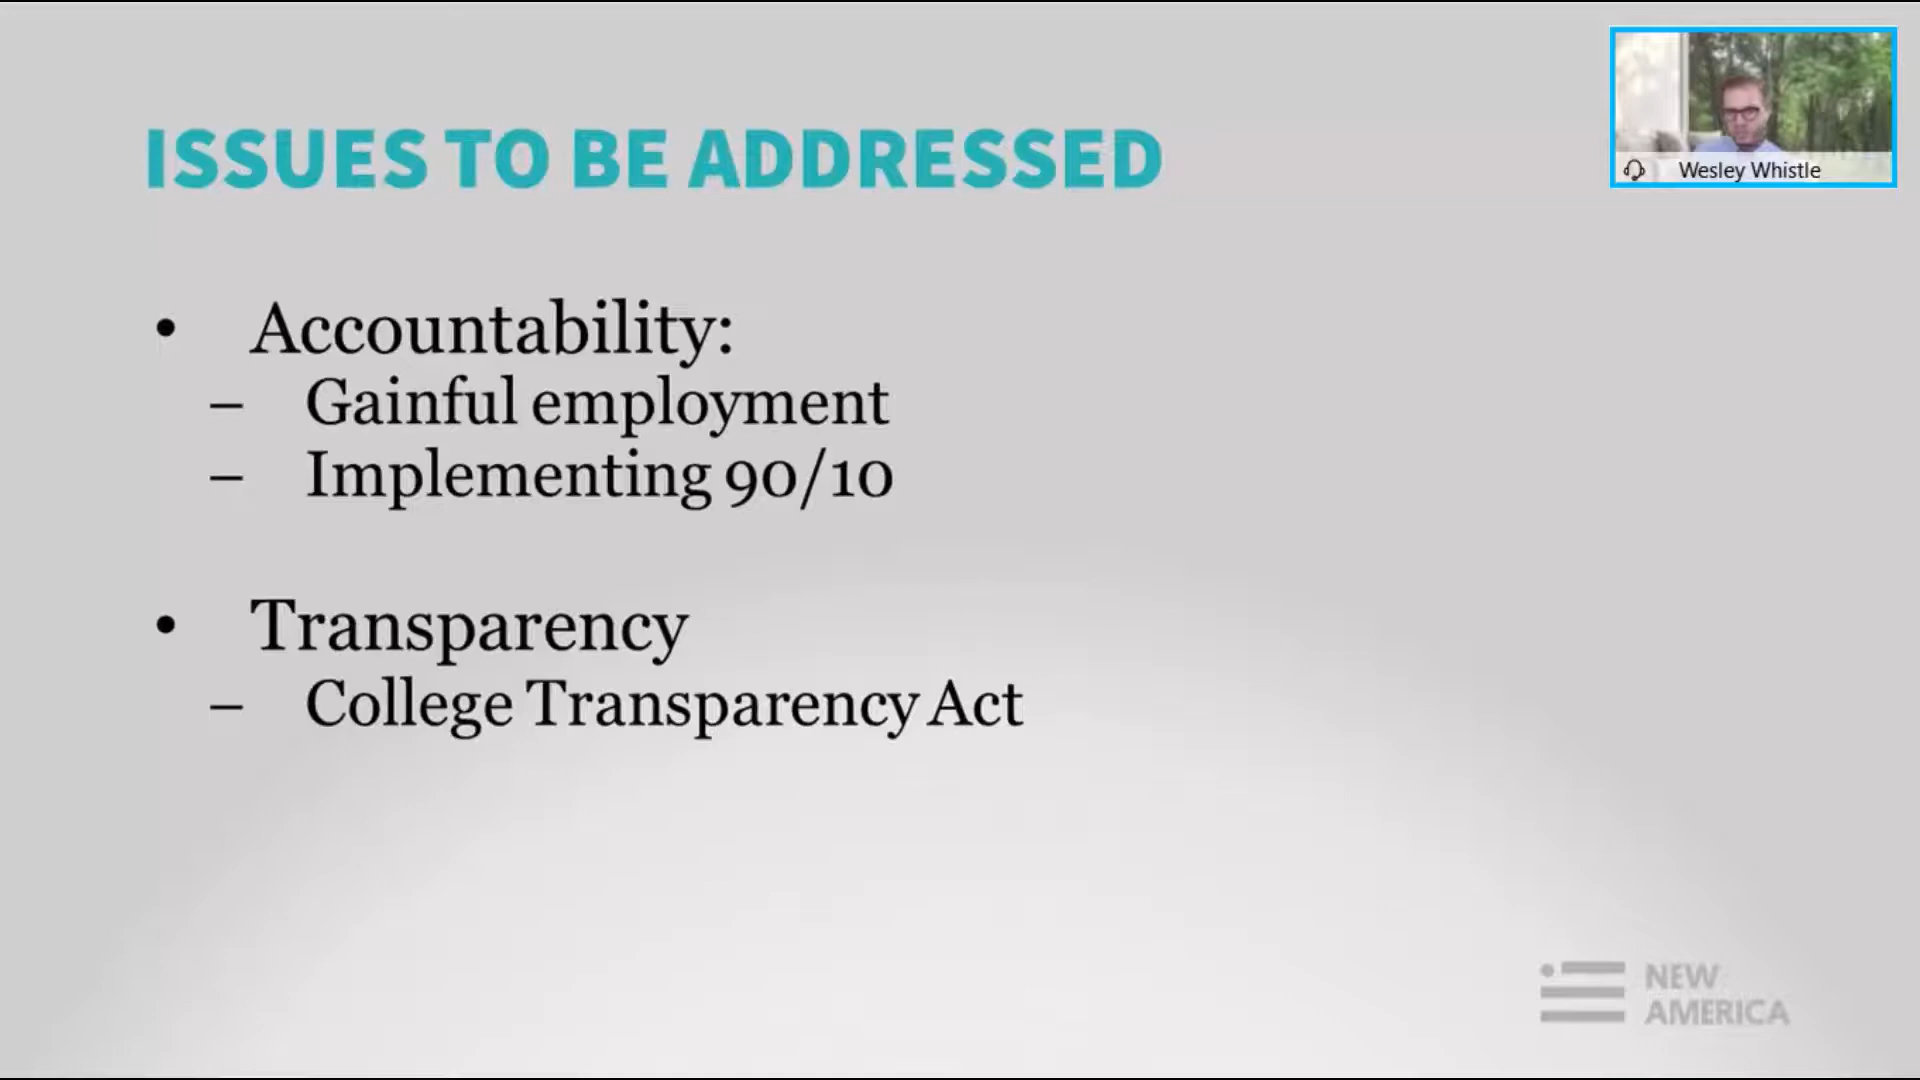 ISSUES TO BE ADDRESSED
Wesley Whistle
• Accountability:
– Gainful employment
– Implementing 90/10
• Transparency
– College Transparency Act
NEW
AMERICA